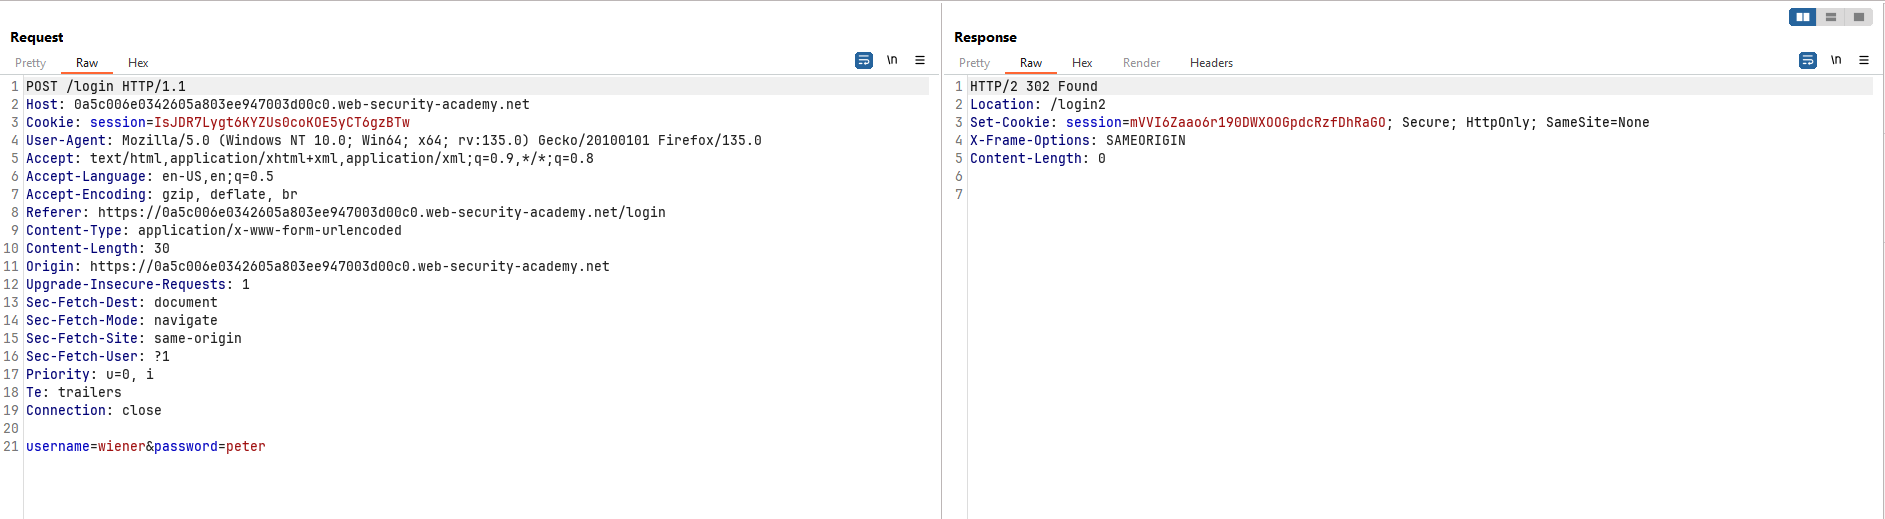 Request
Pretty Raw Hex
\n
1 POST /login HTTP/1.1
2 Host: 0a5c006e0342605a803ee947003d00c0.web-security-academy.net
3 Cookie: session=IsJDR7Lygt6KYZUs0coKOE5yCT6gzBTw
4 User-Agent: Mozilla/5.0 (Windows NT 10.0; Win64; x64; rv:135.0) Gecko/20100101 Firefox/135.0
5 Accept: text/html,application/xhtml+xml,application/xml;q=0.9,*/*;q=0.8
6 Accept-Language: en-US,en;q=0.5
7 Accept-Encoding: gzip, deflate, br
8 Referer: https://0a5c006e0342605a803ee947003d00c0.web-security-academy.net/login
9 Content-Type: application/x-www-form-urlencoded
10 Content-Length: 30
11 Origin: https://0a5c006e0342605a803ee947003d00c0.web-security-academy.net
12 Upgrade-Insecure-Requests: 1
13 Sec-Fetch-Dest: document
14 Sec-Fetch-Mode: navigate
15 Sec-Fetch-Site: same-origin
16 Sec-Fetch-User: ?1
17 Priority: u=0, i
18 Te: trailers
19 Connection: close
20
21 username=wiener&password=peter
Response
Pretty Raw Hex Render Headers
\n
1 HTTP/2 302 Found
2 Location: /login2
3 Set-Cookie: session=mVVI6Zaao6r190DWXOOGpdcRzfDhRaGO; Secure; HttpOnly; SameSite=None
4 X-Frame-Options: SAMEORIGIN
5 Content-Length: 0
6
7